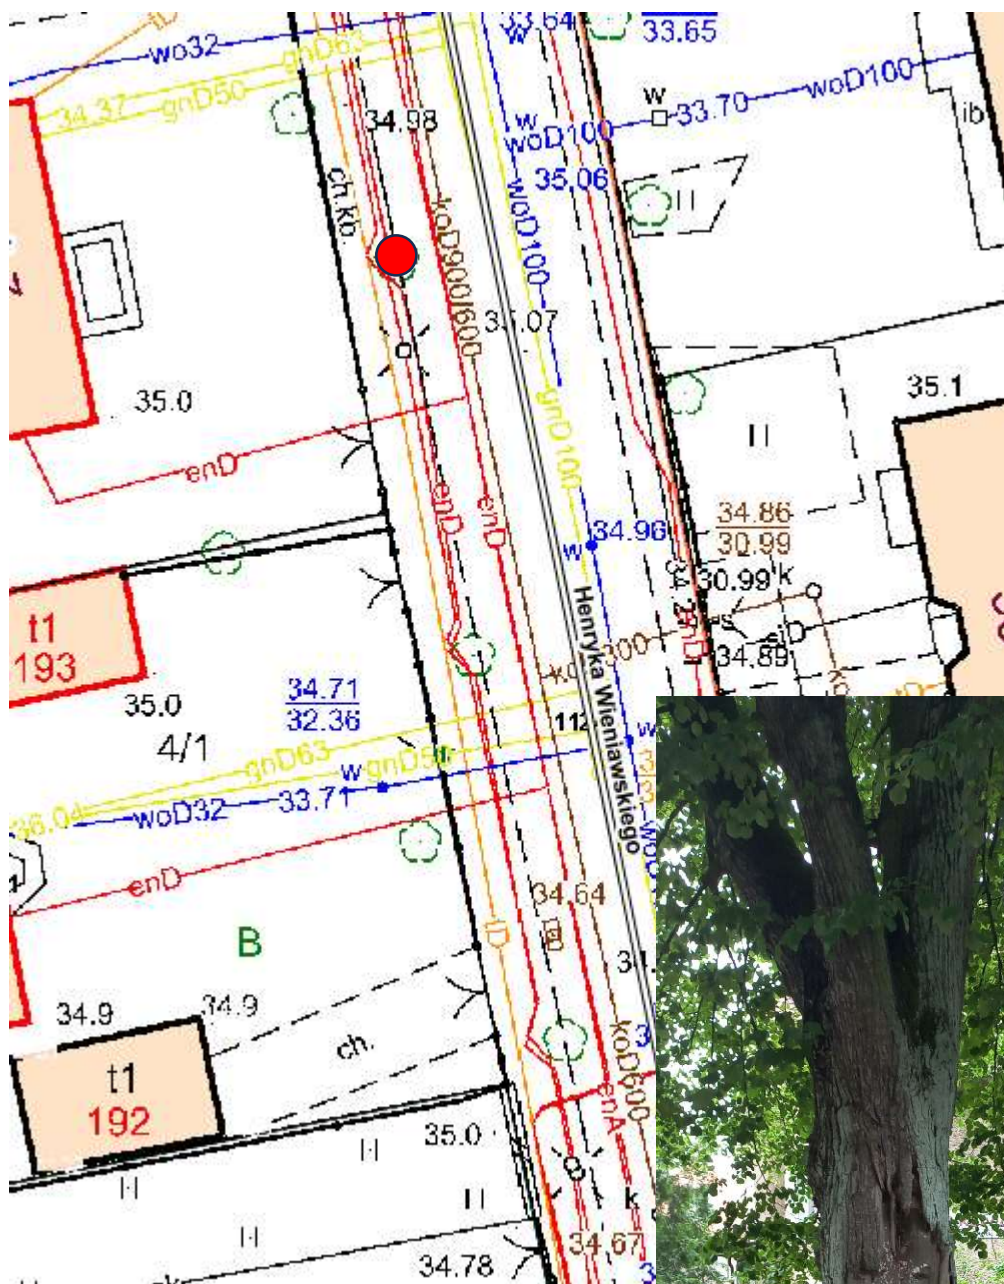 wo32
gnD63
33.64
w
33.65
34.37
gnD50
34.98
w
woD100
w
33.70
woD100
ib
35.06
ch.kb.
koD900/600
woD100
35.0
35.1
gnD100
enD
enD
enD
34.96
w
34.86
30.99
30.99
k
t1
193
Henryka Wieniawskiego
300
34.89
35.0
34.71
32.36
4/1
gnD63
gnD50
w
112
w
36.04
woD32
33.71
enD
34.64
B
tD
34.9
34.9
ch.
koD600
t1
192
enA
35.0
k
34.67
34.78